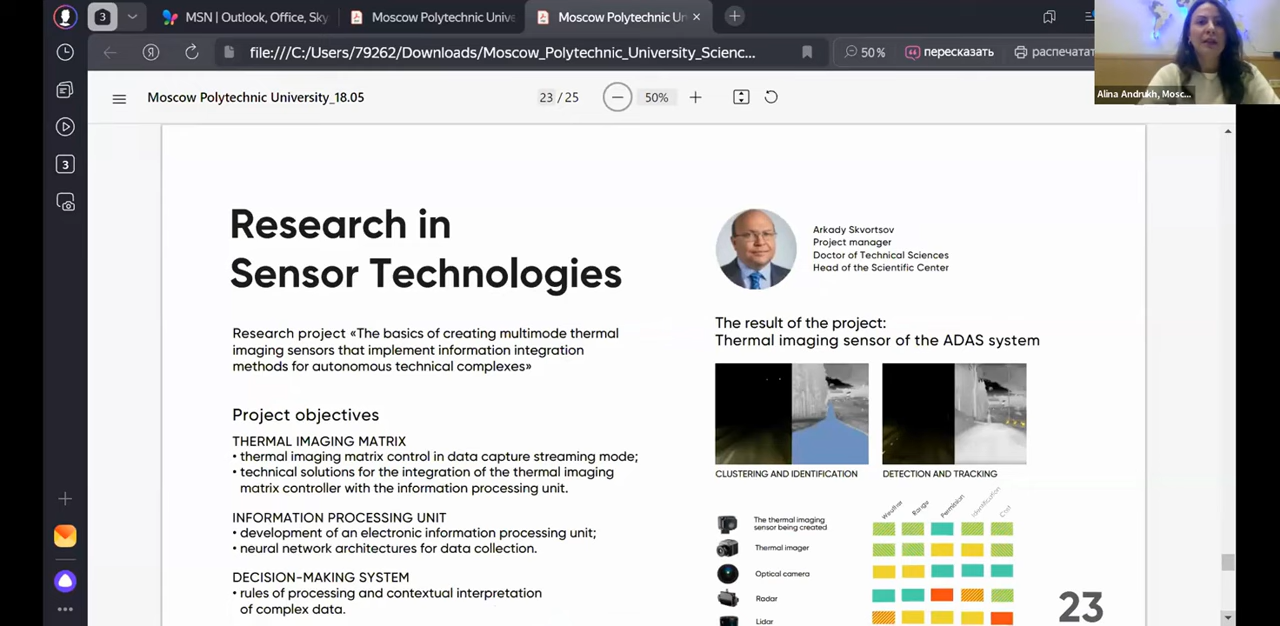 3
MSN | Outlook, Office, Sky
Moscow Polytechnic Unive
Moscow Polytechnic Un
file:///C:/Users/79262/Downloads/Moscow_Polytechnic_University_Scienc...
50 %
пересказать
распечатат
Alina Andrukh, Mosc...
Moscow Polytechnic University_18.05
23 / 25
50%
3
Research in
Sensor Technologies
Research project «The basics of creating multimode thermal
imaging sensors that implement information integration
methods for autonomous technical complexes»
Project objectives
THERMAL IMAGING MATRIX
• thermal imaging matrix control in data capture streaming mode;
• technical solutions for the integration of the thermal imaging
matrix controller with the information processing unit.
INFORMATION PROCESSING UNIT
• development of an electronic information processing unit;
• neural network architectures for data collection.
DECISION-MAKING SYSTEM
• rules of processing and contextual interpretation
of complex data.
Arkady Skvortsov
Project manager
Doctor of Technical Sciences
Head of the Scientific Center
The result of the project:
Thermal imaging sensor of the ADAS system
CLUSTERING AND IDENTIFICATION
DETECTION AND TRACKING
Weather
Range
Identification
The thermal imaging
sensor being created
Thermal imager
Optical camera
Radar
Lidar
23